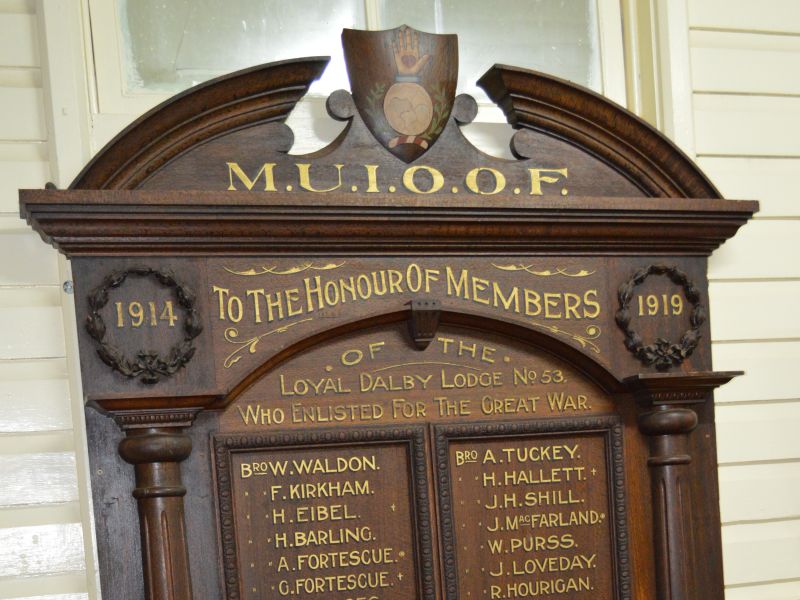 M.U.I.O.O.F.
1914
TO THE HONOUR OF MEMBERS
1919
OF THE
LOYAL DALBY LODGE No 53.
WHO ENLISTED FOR THE GREAT WAR.
BRO W. WALDON.
" F. KIRKHAM.
" H. EIBEL. +
" H. BARLING.
" A. FORTESCUE. *
" G. FORTESCUE. +
BRO A. TUCKEY.
" H. HALLETT. +
" J. H. SHILL.
" J. MACFARLAND. *
" W. PURSS.
" J. LOVEDAY.
" R. HOURIGAN.